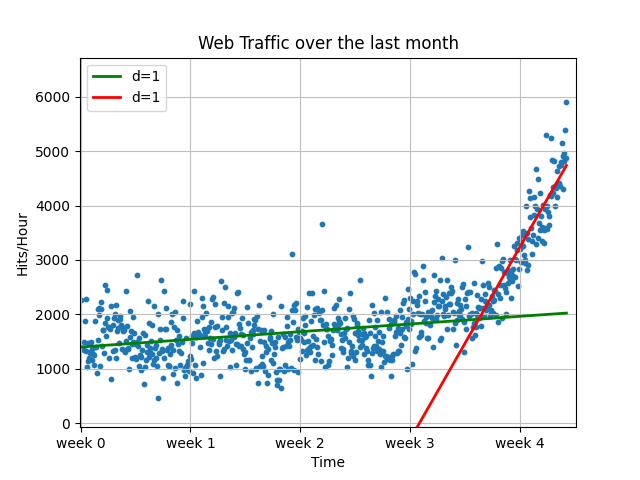 Web Traffic over the last month
d=1
d=1
6000
5000
4000
3000
2000
1000
0
Hits/Hour
week 0 week 1 week 2 week 3 week 4
Time